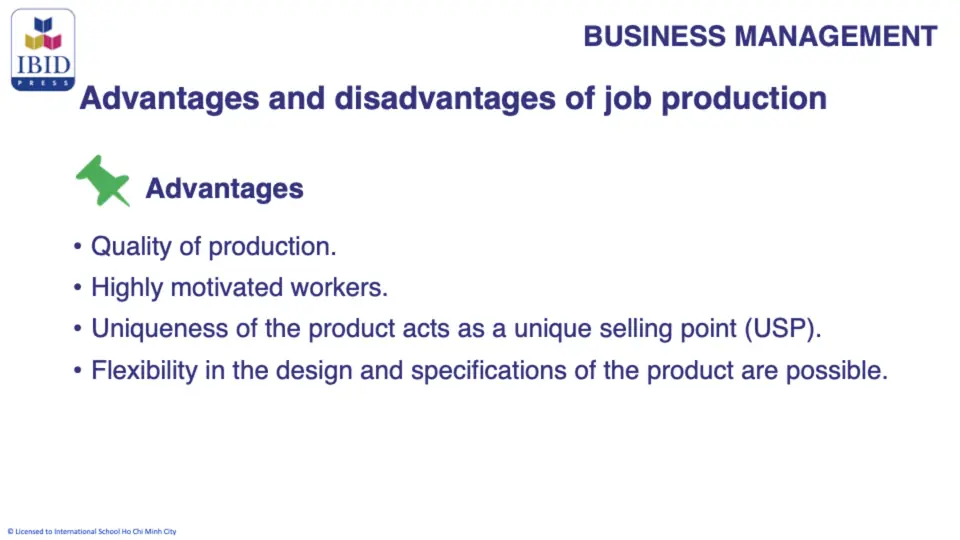 IBID
PRESS
BUSINESS MANAGEMENT
Advantages and disadvantages of job production
Advantages
• Quality of production.
• Highly motivated workers.
• Uniqueness of the product acts as a unique selling point (USP).
• Flexibility in the design and specifications of the product are possible.
© Licensed to International School Ho Chi Minh City